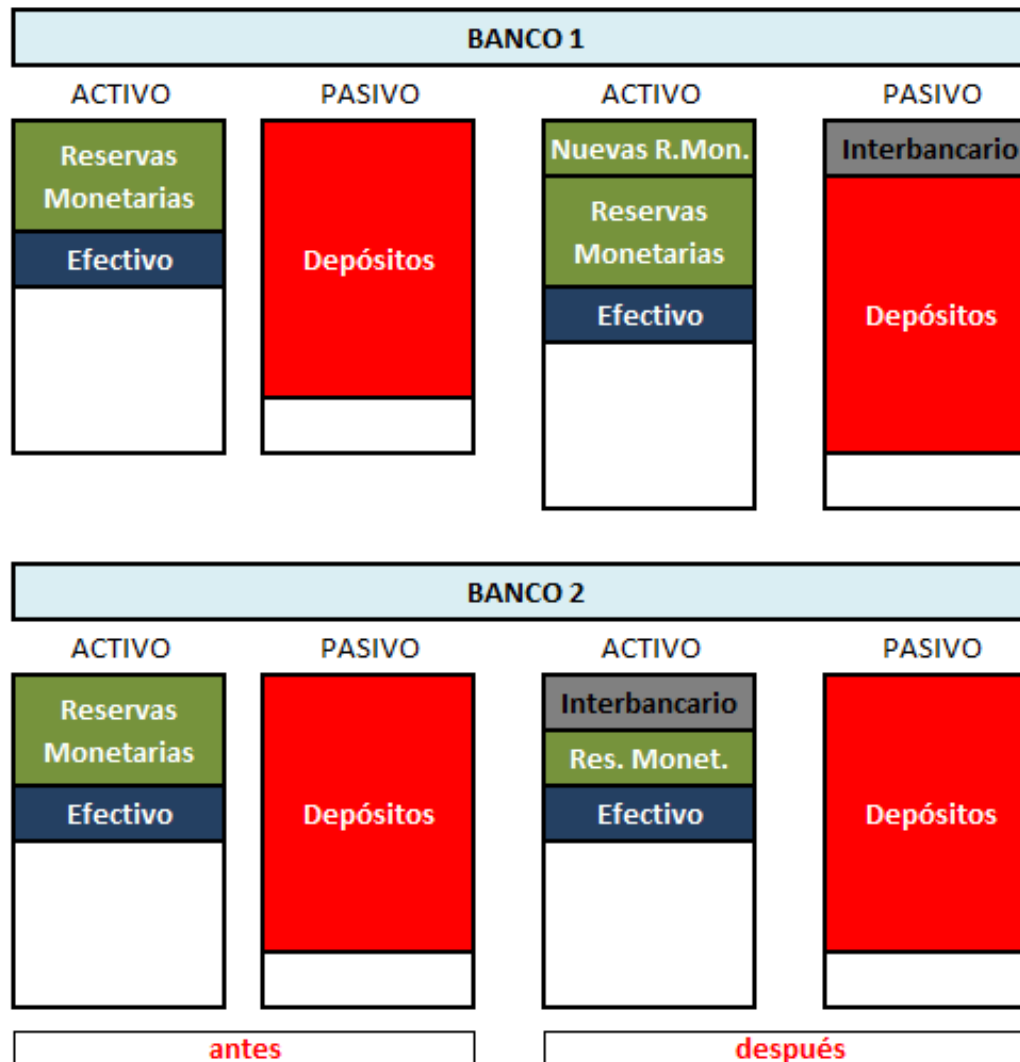 BANCO 1
ACTIVO PASIVO ACTIVO PASIVO
Reservas
Monetarias
Efectivo
Depósitos
Nuevas R.Mon.
Reservas
Monetarias
Efectivo
Interbancario
Depósitos
BANCO 2
ACTIVO PASIVO ACTIVO PASIVO
Reservas
Monetarias
Efectivo
Depósitos
Interbancario
Res. Monet.
Efectivo
Depósitos
antes
después